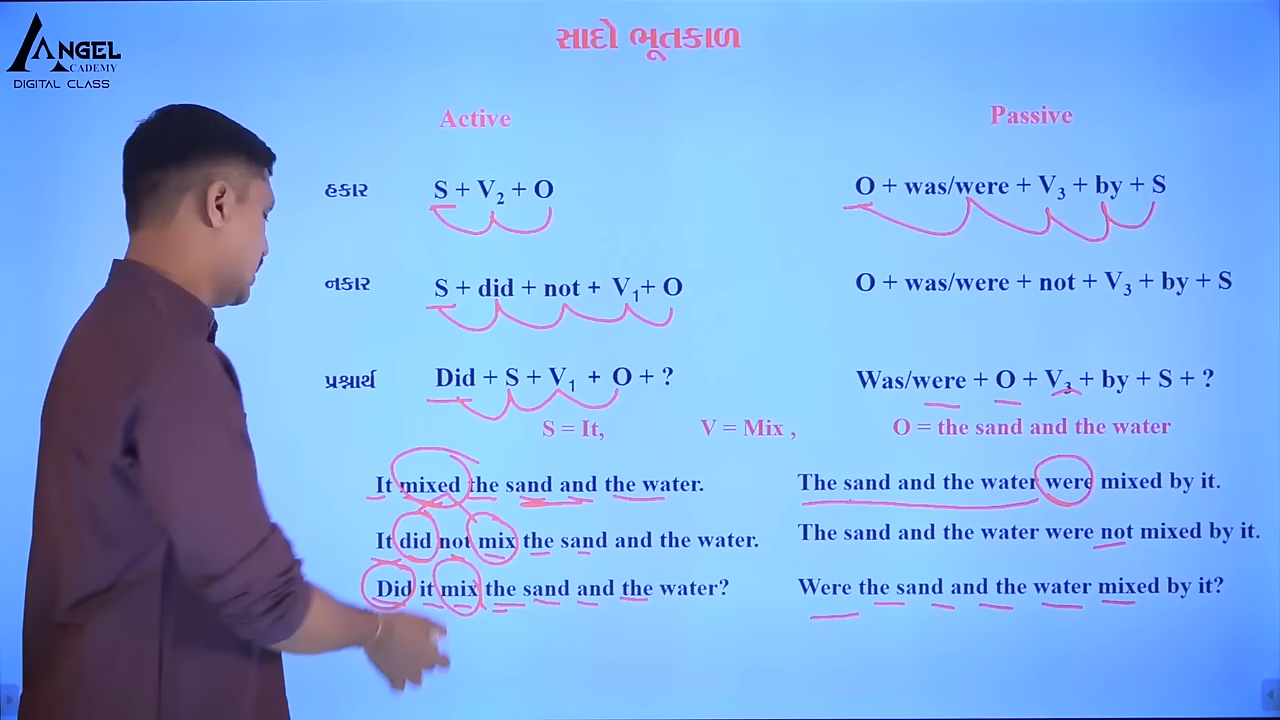 ANGEL
ACADEMY
DIGITAL CLASS
સાદો ભૂતકાળ
Active Passive
હકાર S + V2 + O O + was/were + V3 + by + S
નકાર S + did + not + V1+ O O + was/were + not + V3 + by + S
પ્રશ્નાર્થ Did + S + V1 + O + ? Was/were + O + V3 + by + S + ?
S = It, V = Mix , O = the sand and the water
It mixed the sand and the water. The sand and the water were mixed by it.
It did not mix the sand and the water. The sand and the water were not mixed by it.
Did it mix the sand and the water? Were the sand and the water mixed by it?